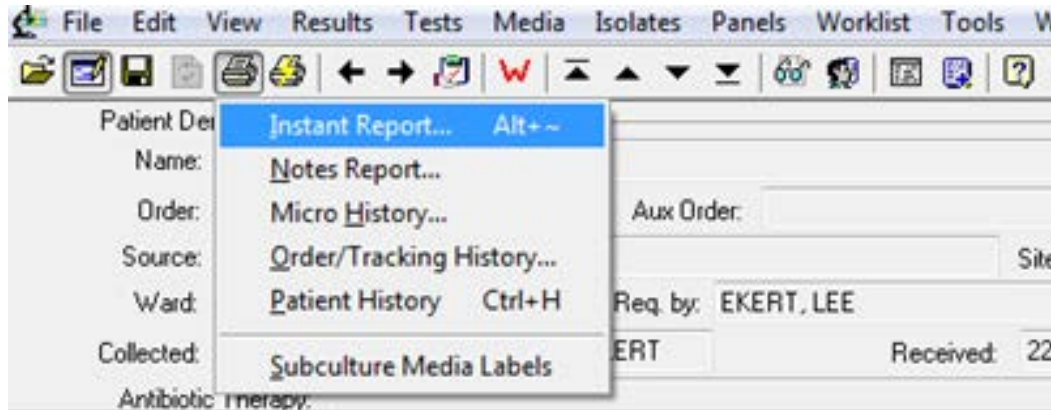 File Edit View Results Tests Media Isolates Panels Worklist Tools
Patient
Instant Report... Alt+~
Name:
Notes Report...
Order:
Micro History...
Aux Order:
Source:
Order/Tracking History...
Site
Ward:
Patient History Ctrl+H
Req. by: EKERT, LEE
Collected:
Subculture Media Labels
ERT
Received: 22
Antibiotic Therapy: